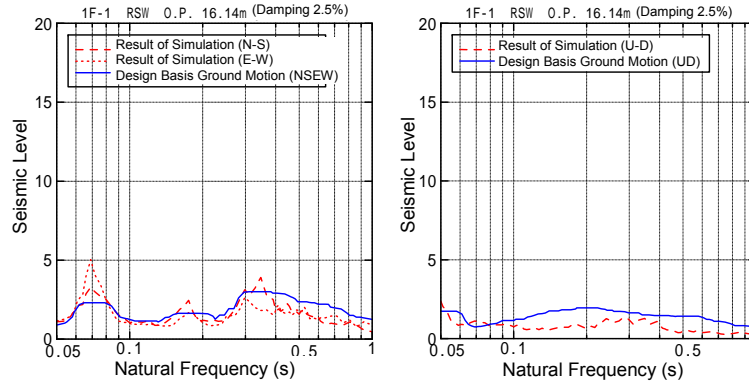 1F-1 RSW O.P. 16.14m (Damping 2.5%)
20
15
10
5
0
Seismic Level
Result of Simulation (N-S)
Result of Simulation (E-W)
Design Basis Ground Motion (NSEW)
0.05 0.1 0.5 1
Natural Frequency (s)
1F-1 RSW O.P. 16.14m (Damping 2.5%)
20
15
10
5
0
Seismic Level
Result of Simulation (U-D)
Design Basis Ground Motion (UD)
0.05 0.1 0.5
Natural Frequency (s)